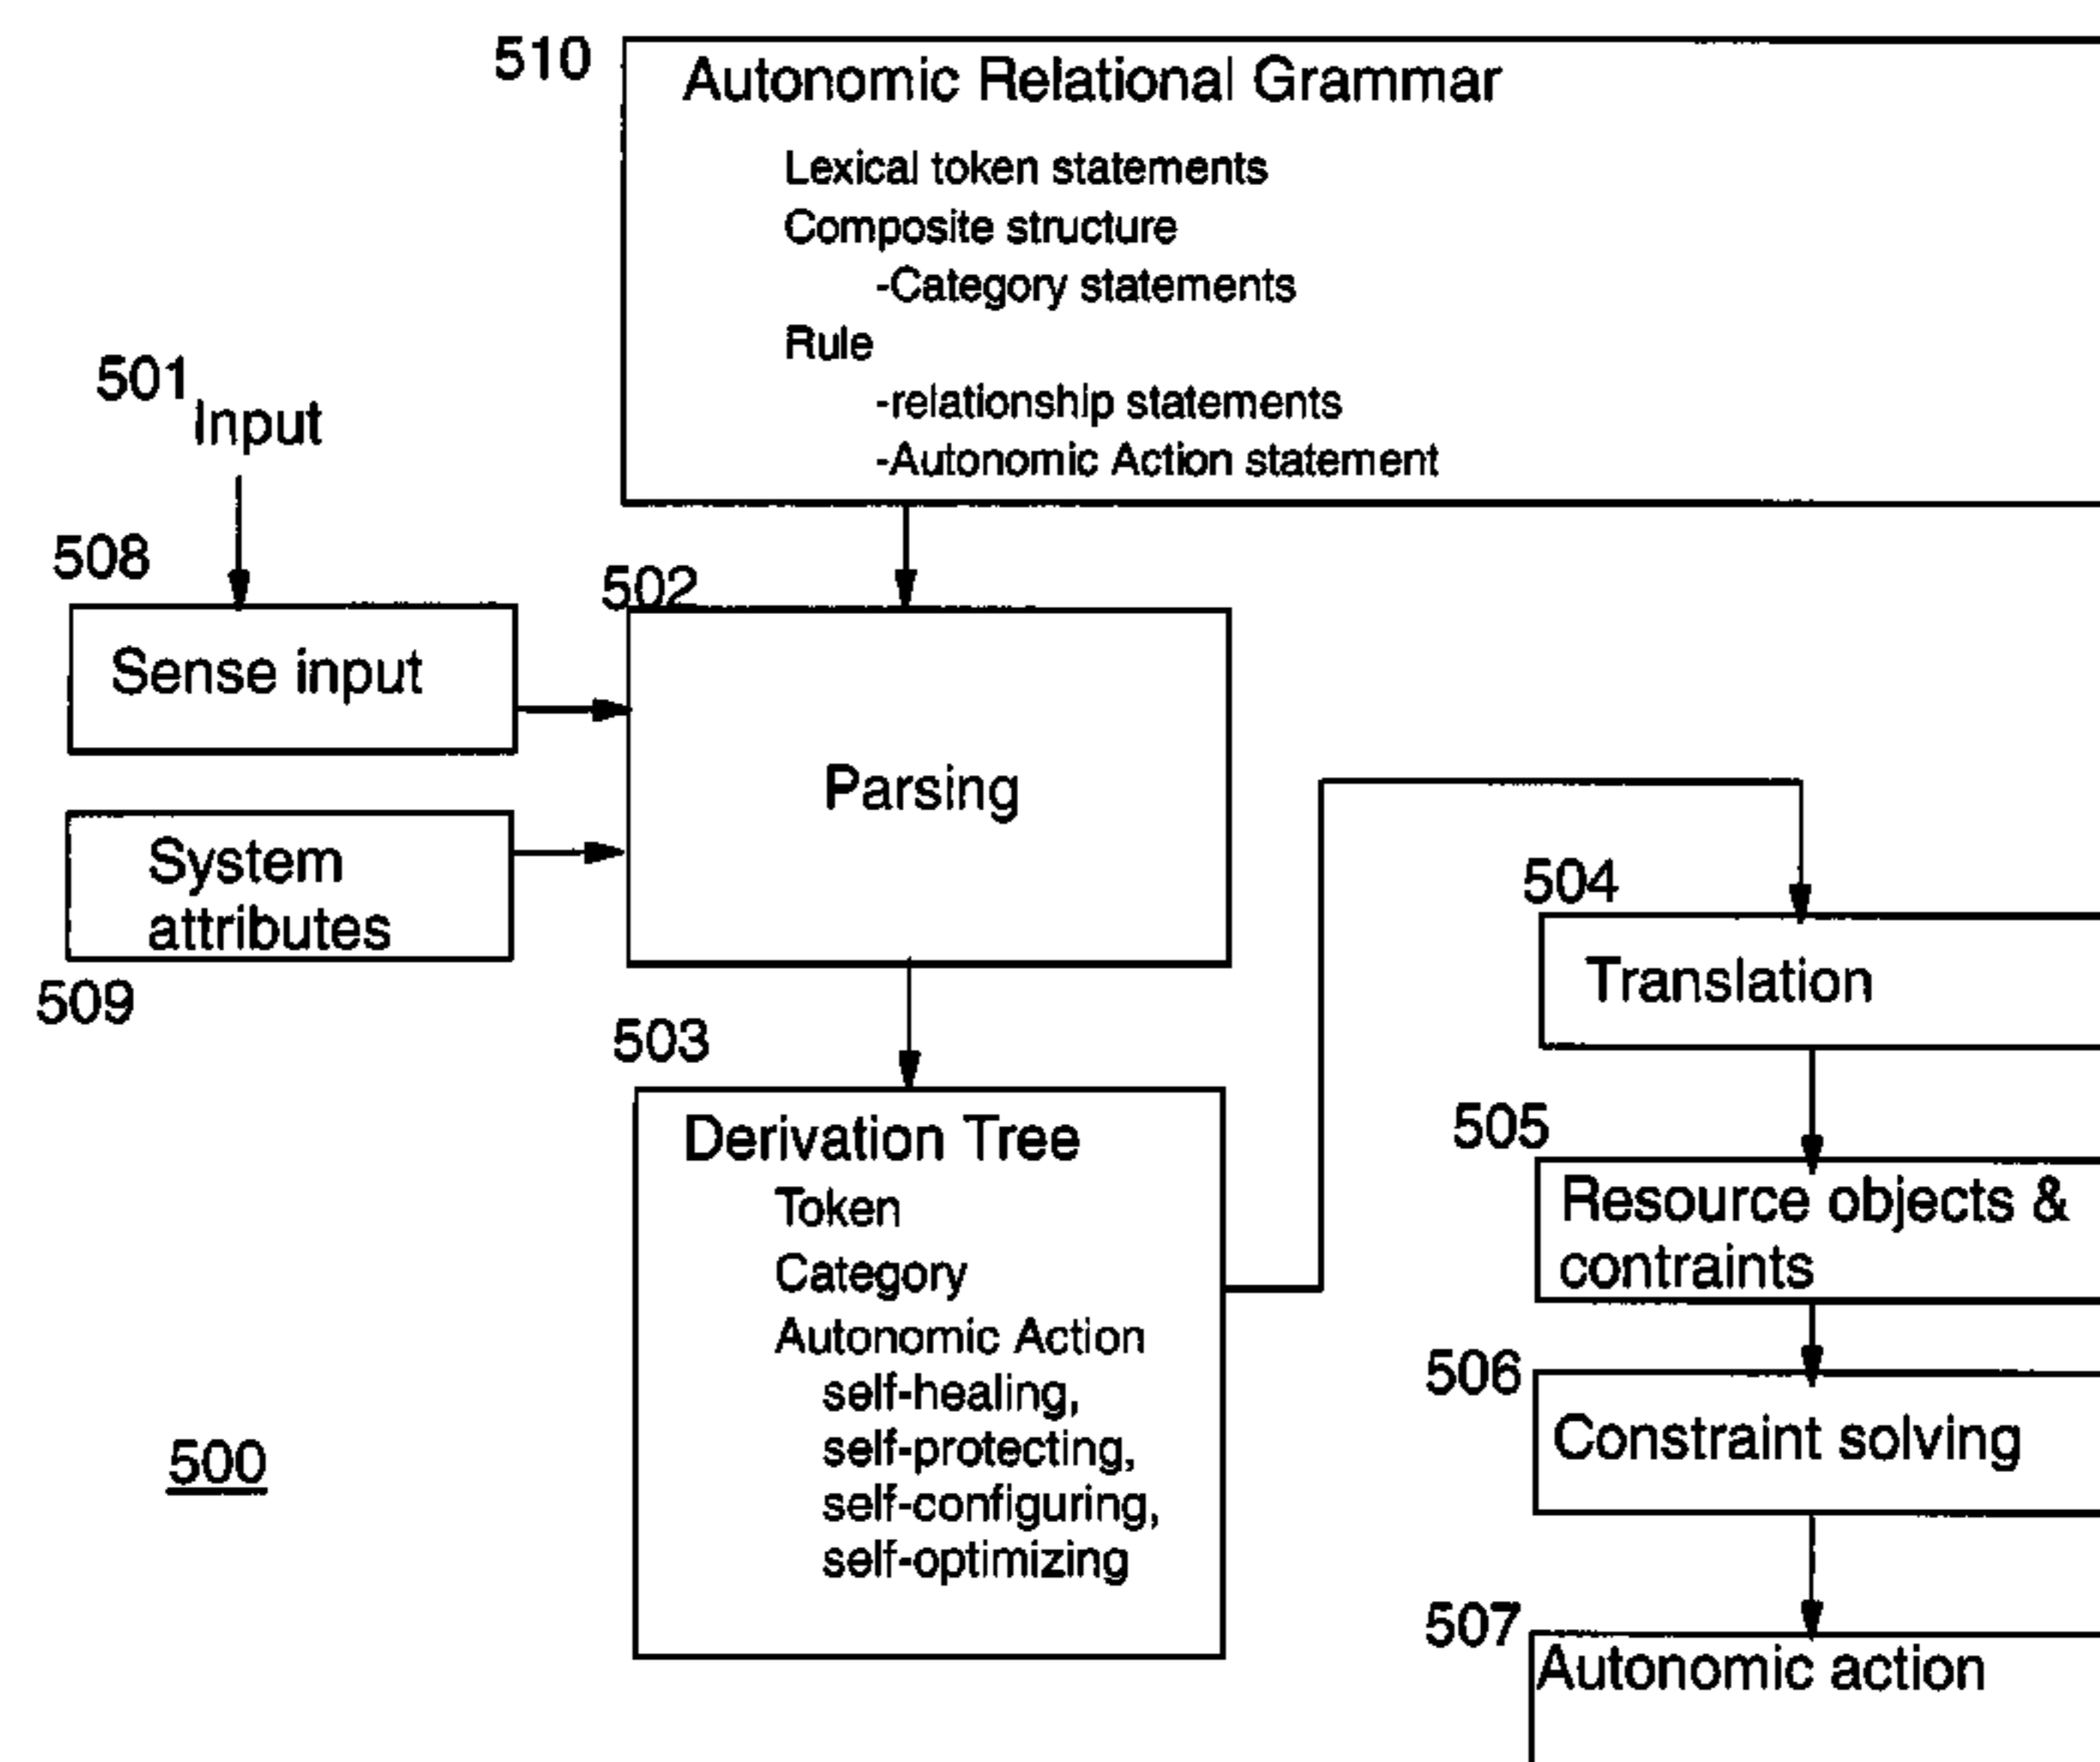 510
Autonomic Relational Grammar
Lexical token statements
Composite structure
-Category statements
Rule
-relationship statements
-Autonomic Action statement
501
Input
508
Sense input
502
Parsing
System
attributes
509
503
Derivation Tree
Token
Category
Autonomic Action
self-healing,
self-protecting,
self-configuring,
self-optimizing
504
Translation
505
Resource objects &
contraints
506
Constraint solving
507
Autonomic action
500